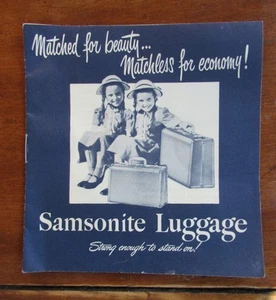 Matched for beauty...
Matchless for economy!
Samsonite Luggage
Strong enough to stand on!